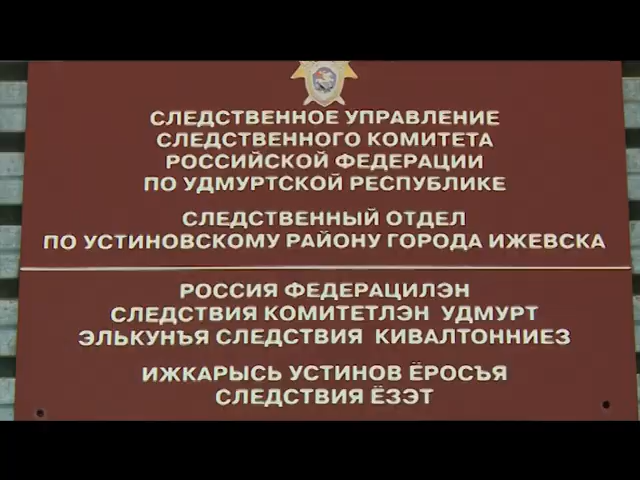 СЛЕДСТВЕННОЕ УПРАВЛЕНИЕ
СЛЕДСТВЕННОГО КОМИТЕТА
РОССИЙСКОЙ ФЕДЕРАЦИИ
ПО УДМУРТСКОЙ РЕСПУБЛИКЕ
СЛЕДСТВЕННЫЙ ОТДЕЛ
ПО УСТИНОВСКОМУ РАЙОНУ ГОРОДА ИЖЕВСКА
РОССИЯ ФЕДЕРАЦИЛЭН
СЛЕДСТВИЯ КОМИТЕТЛЭН УДМУРТ
ЭЛЬКУНЪЯ СЛЕДСТВИЯ КИВАЛТОННИЕЗ
ИЖКАРЫСЬ УСТИНОВ ЁРОСЪЯ
СЛЕДСТВИЯ ЁЗЭТ